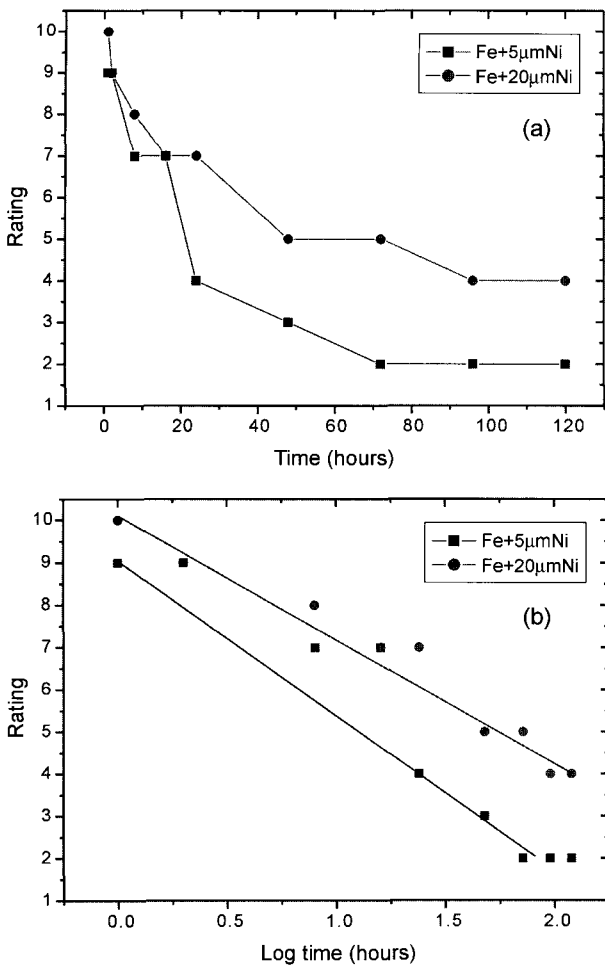 10
9
8
7
6
5
4
3
2
1
Rating
Fe+5μmNi
Fe+20μmNi
(a)
0 20 40 60 80 100 120
Time (hours)
10
9
8
7
6
5
4
3
2
1
Rating
Fe+5μmNi
Fe+20μmNi
(b)
0.0 0.5 1.0 1.5 2.0
Log time (hours)